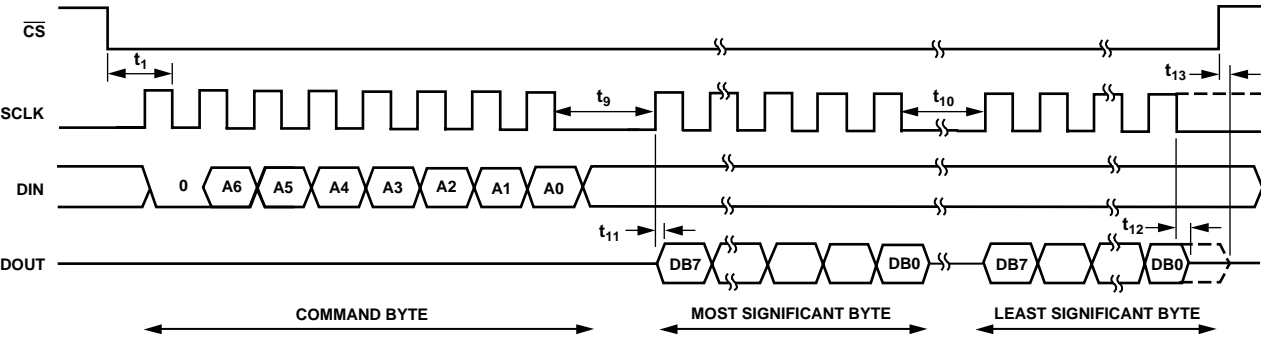 CS
t1
t13
SCLK
t9
t10
DIN
0 A6 A5 A4 A3 A2 A1 A0
t11
t12
DOUT
DB7 DB0 DB7 DB0
COMMAND BYTE MOST SIGNIFICANT BYTE LEAST SIGNIFICANT BYTE